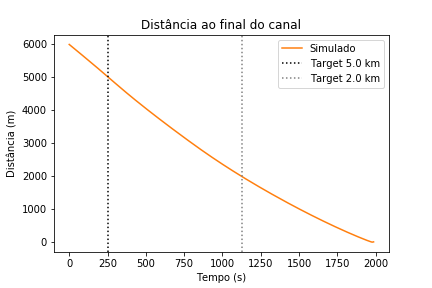 Distância ao final do canal
Simulado
Target 5.0 km
Target 2.0 km
6000
5000
4000
3000
2000
1000
0
Distância (m)
0 250 500 750 1000 1250 1500 1750 2000
Tempo (s)